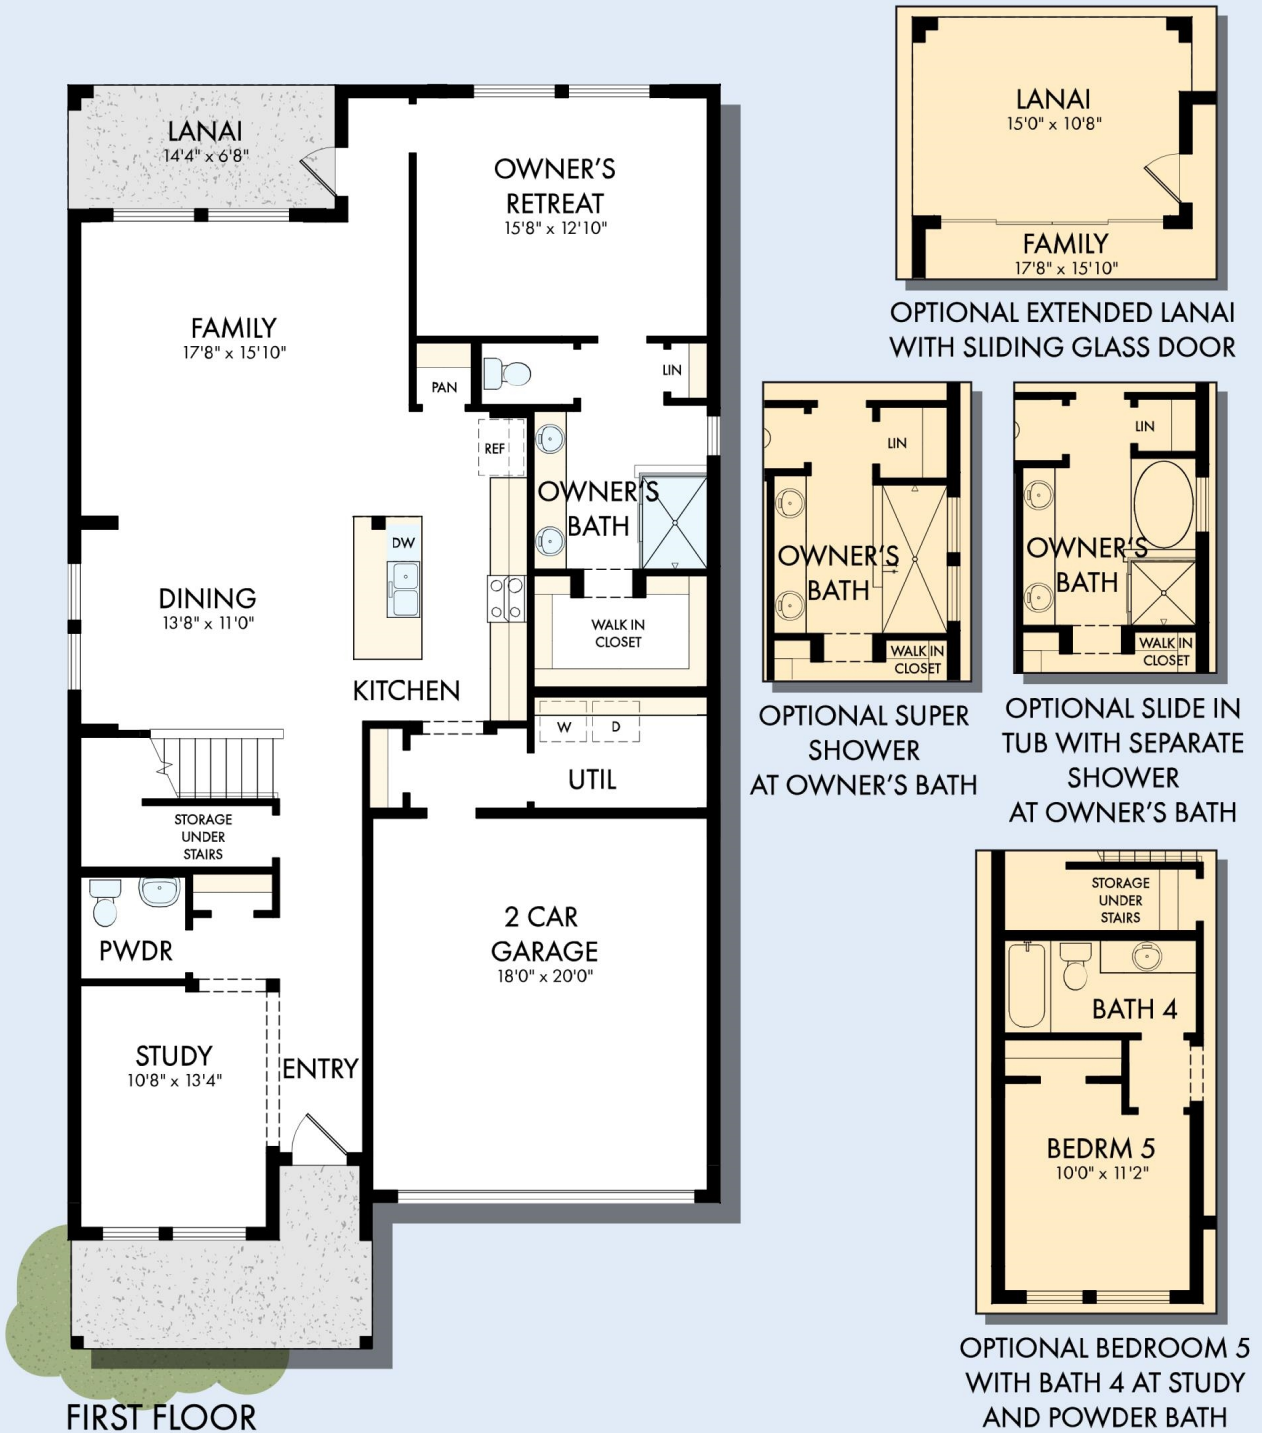 LANAI
14'4" x 6'8"
OWNER'S
RETREAT
15'8" x 12'10"
FAMILY
17'8" x 15'10"
PAN
LIN
REF
OWNER'S
BATH
DW
DINING
13'8" x 11'0"
WALK IN
CLOSET
KITCHEN
W
D
UTIL
STORAGE
UNDER
STAIRS
PWDR
2 CAR
GARAGE
18'0" x 20'0"
STUDY
10'8" x 13'4"
ENTRY
FIRST FLOOR
LANAI
15'0" x 10'8"
FAMILY
17'8" x 15'10"
OPTIONAL EXTENDED LANAI
WITH SLIDING GLASS DOOR
LIN
OWNER'S
BATH
WALK IN
CLOSET
OPTIONAL SUPER
SHOWER
AT OWNER'S BATH
LIN
OWNER'S
BATH
WALK IN
CLOSET
OPTIONAL SLIDE IN
TUB WITH SEPARATE
SHOWER
AT OWNER'S BATH
STORAGE
UNDER
STAIRS
BATH 4
BEDRM 5
10'0" x 11'2"
OPTIONAL BEDROOM 5
WITH BATH 4 AT STUDY
AND POWDER BATH